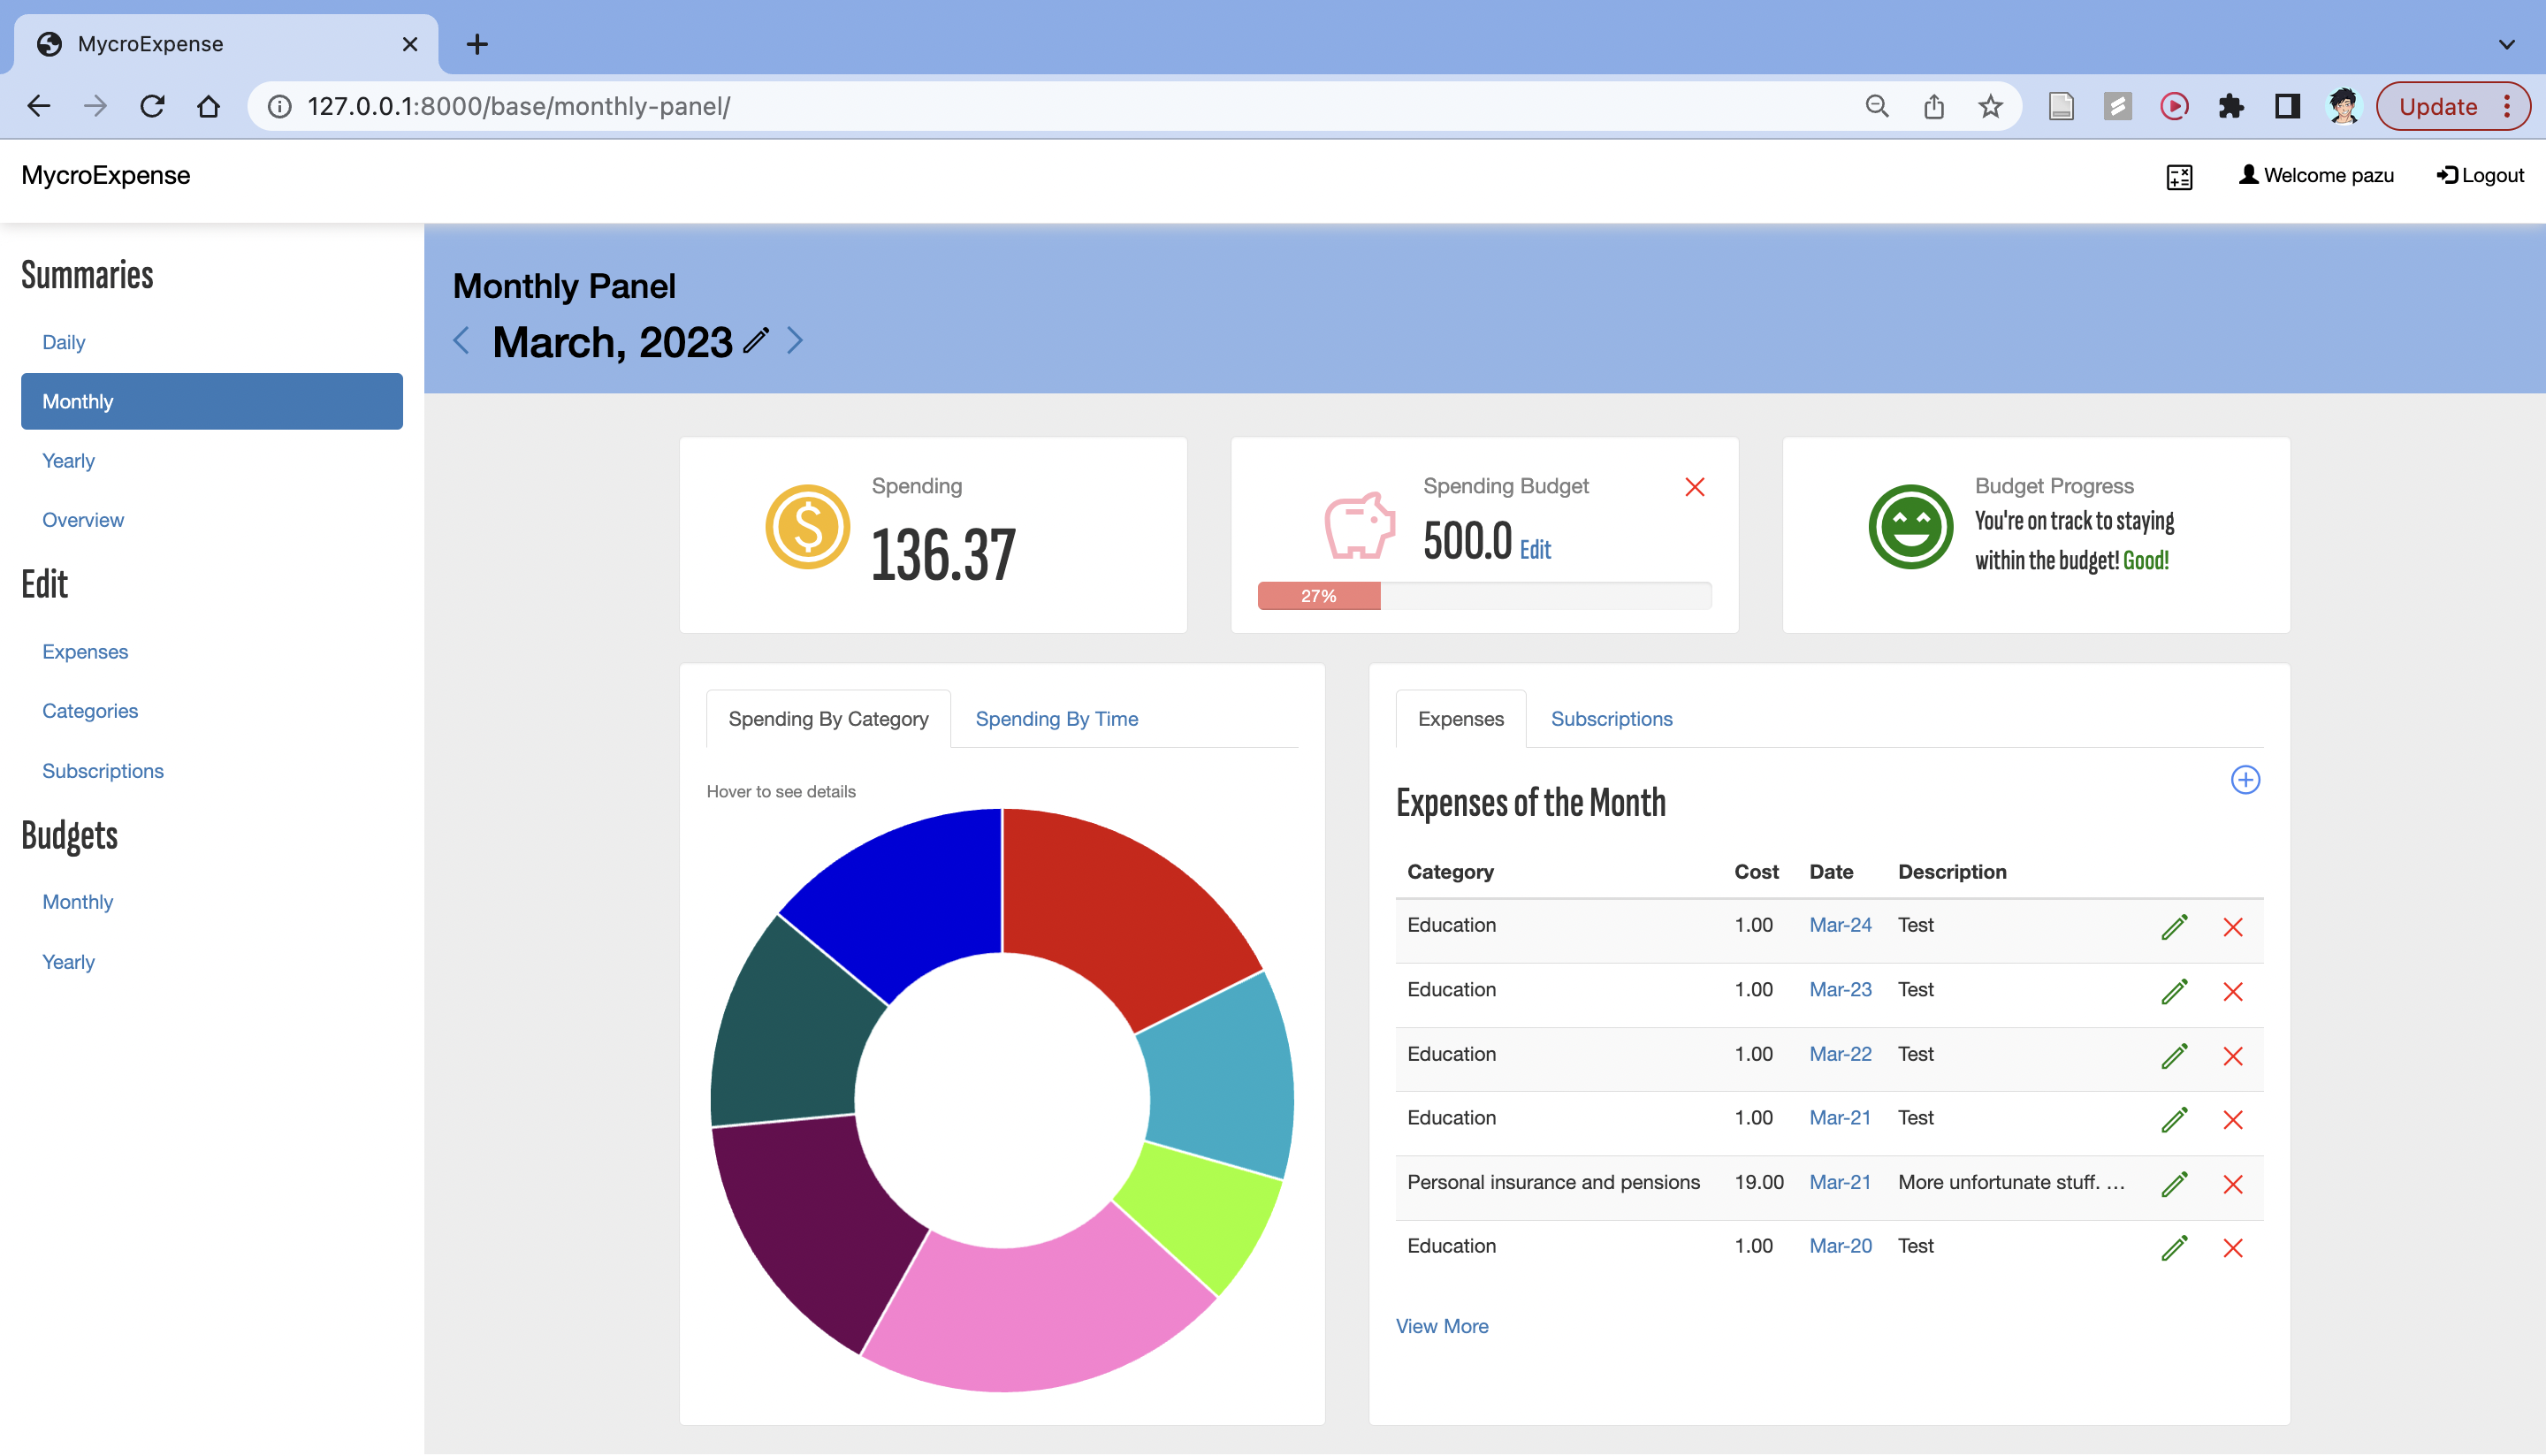 MycroExpense
127.0.0.1:8000/base/monthly-panel/
Update
MycroExpense
Welcome pazu
Logout
Summaries
Daily
Monthly
Yearly
Overview
Edit
Expenses
Categories
Subscriptions
Budgets
Monthly
Yearly
Monthly Panel
March, 2023
Spending
136.37
Spending Budget
500.0 Edit
27%
Budget Progress
You're on track to staying
within the budget! Good!
Spending By Category
Spending By Time
Hover to see details
Expenses
Subscriptions
Expenses of the Month
Category Cost Date Description
Education 1.00 Mar-24 Test
Education 1.00 Mar-23 Test
Education 1.00 Mar-22 Test
Education 1.00 Mar-21 Test
Personal insurance and pensions 19.00 Mar-21 More unfortunate stuff. …
Education 1.00 Mar-20 Test
View More